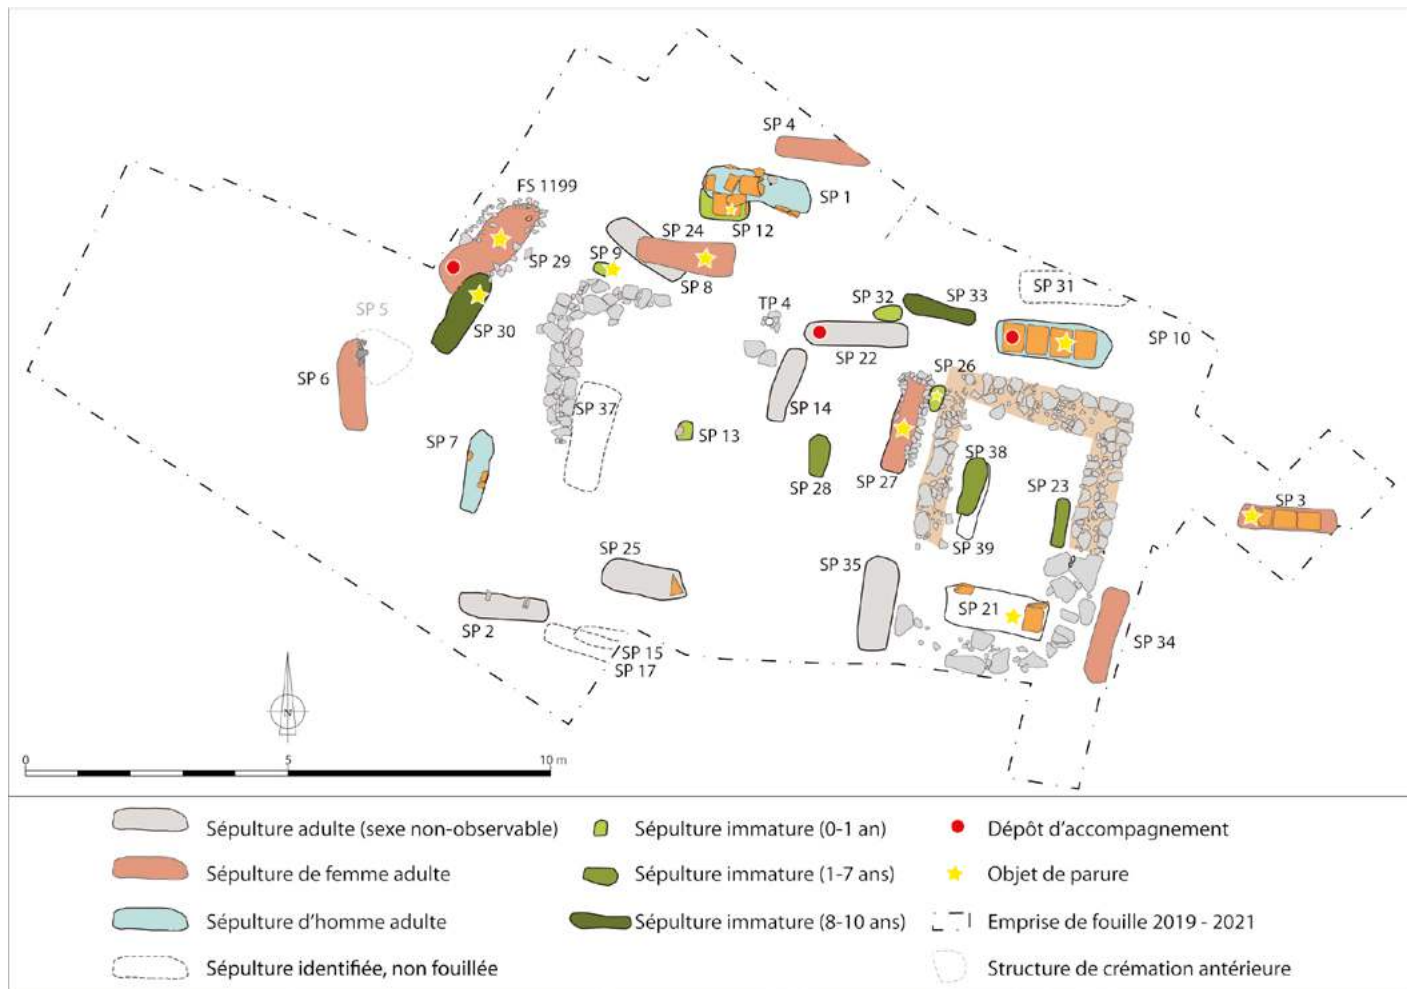 SP 4
FS 1199
SP 1
SP 24
SP 12
SP 9
SP 29
SP 8
SP 31
SP 32
SP 33
TP 4
SP 5
SP 30
SP 10
SP 22
SP 26
SP 6
SP 37
SP 14
SP 7
SP 13
SP 38
SP 28
SP 27
SP 23
SP 3
SP 39
SP 25
SP 35
SP 21
SP 2
SP 34
SP 15
SP 17
N
0 5 10 m
Sépulture adulte (sexe non-observable)
Sépulture de femme adulte
Sépulture d'homme adulte
Sépulture identifiée, non fouillée
Sépulture immature (0-1 an)
Sépulture immature (1-7 ans)
Sépulture immature (8-10 ans)
Dépôt d'accompagnement
Objet de parure
Emprise de fouille 2019 - 2021
Structure de crémation antérieure